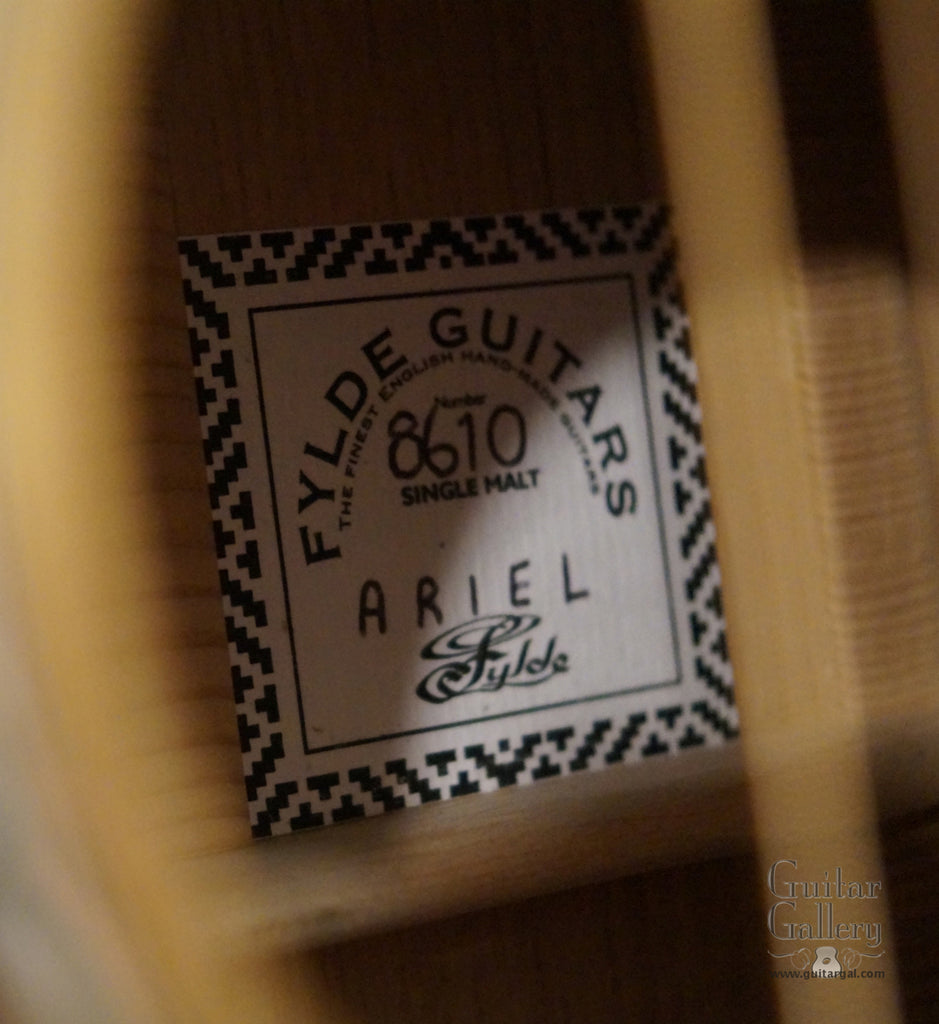 FYLDE GUITARS
THE FINEST ENGLISH HAND-MADE GUITARS
Number
8610
SINGLE MALT
ARIEL
Fylde
Guitar
Gallery
www.guitargal.com